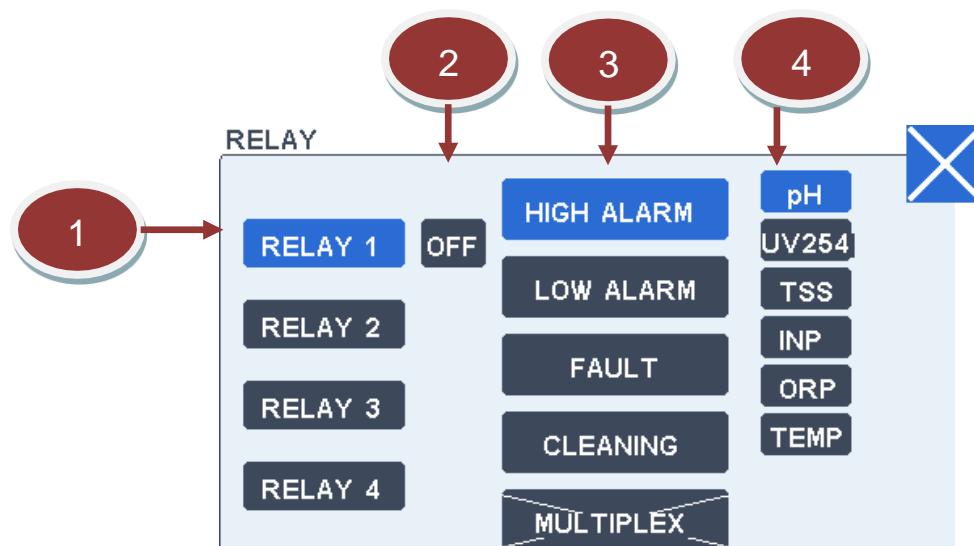 2
3
4
RELAY
1
RELAY 1
OFF
RELAY 2
RELAY 3
RELAY 4
HIGH ALARM
LOW ALARM
FAULT
CLEANING
MULTIPLEX
pH
UV254
TSS
INP
ORP
TEMP